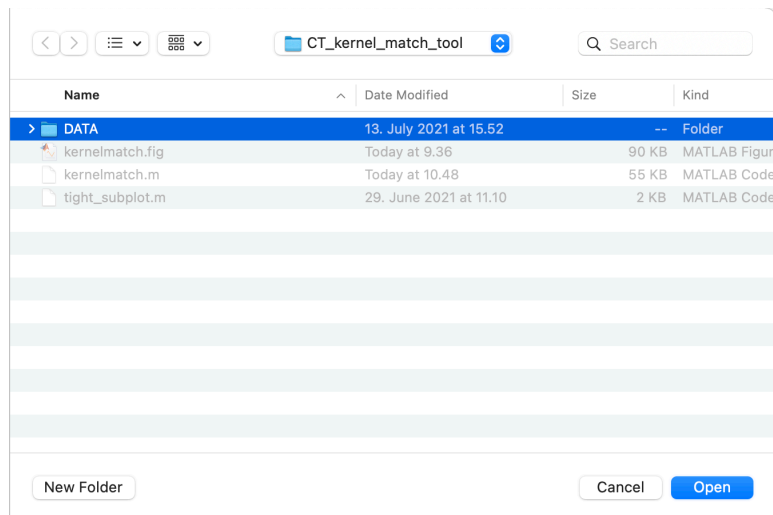 CT_kernel_match_tool Search
Name Date Modified Size Kind
DATA 13. July 2021 at 15.52 -- Folder
kernelmatch.fig Today at 9.36 90 KB MATLAB Figur
kernelmatch.m Today at 10.48 55 KB MATLAB Code
tight_subplot.m 29. June 2021 at 11.10 2 KB MATLAB Code
New Folder Cancel Open